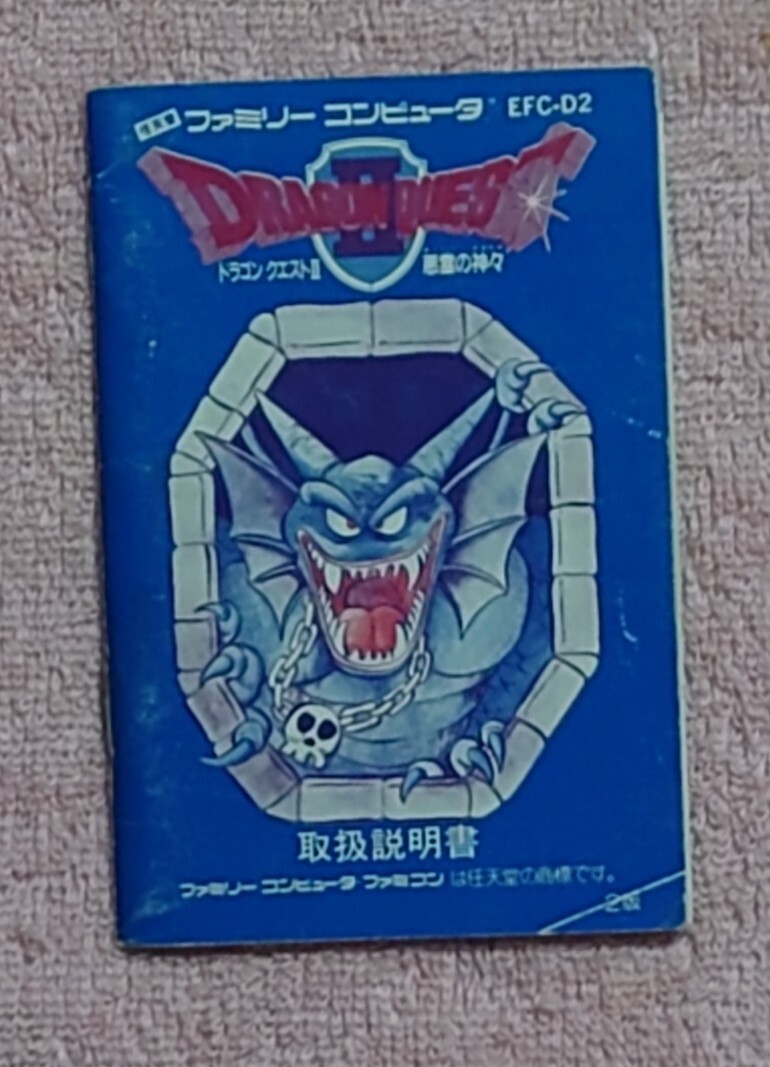 ファミリー コンピュータ EFC-D2
DRAGON QUEST
II
ドラゴン クエストII 悪霊の神々
取扱説明書
ファミリー コンピュータ・ファミコン は任天堂の商標です。
2版